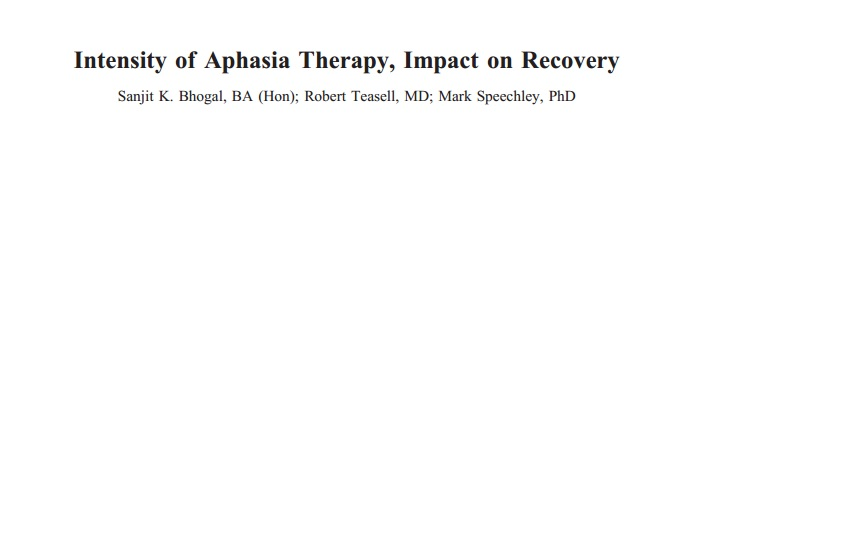 Intensity of Aphasia Therapy, Impact on Recovery
Sanjit K. Bhogal, BA (Hon); Robert Teasell, MD; Mark Speechley, PhD